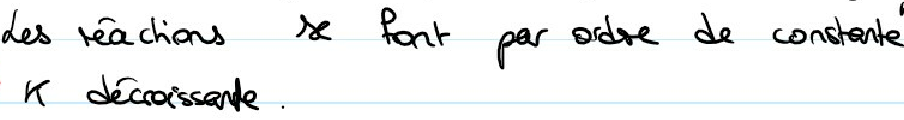 Les réactions se font par ordre de constante
K décroissante.